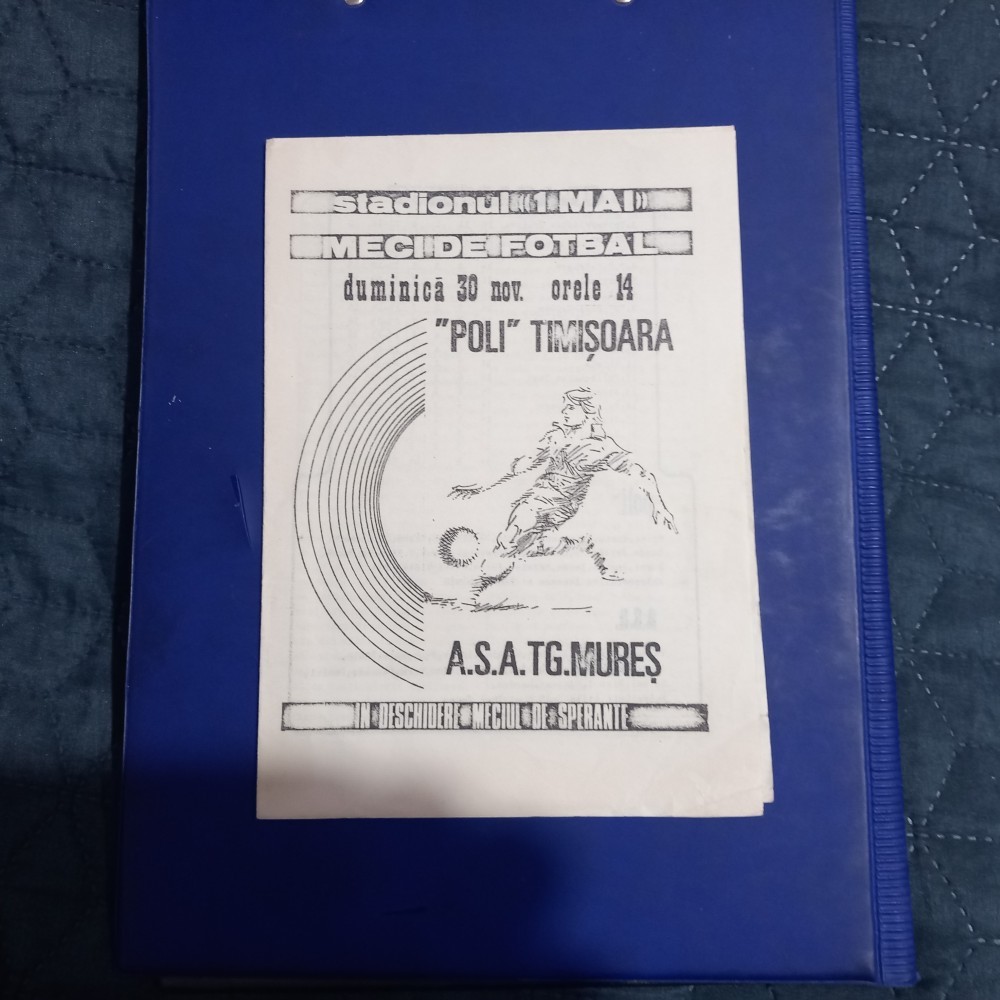 stadionul «1 MAI»
MECI DE FOTBAL
duminică 30 nov. orele 14
"POLI" TIMIȘOARA
A.S.A. TG. MUREȘ
IN DESCHIDERE MECIUL DE SPERANTE